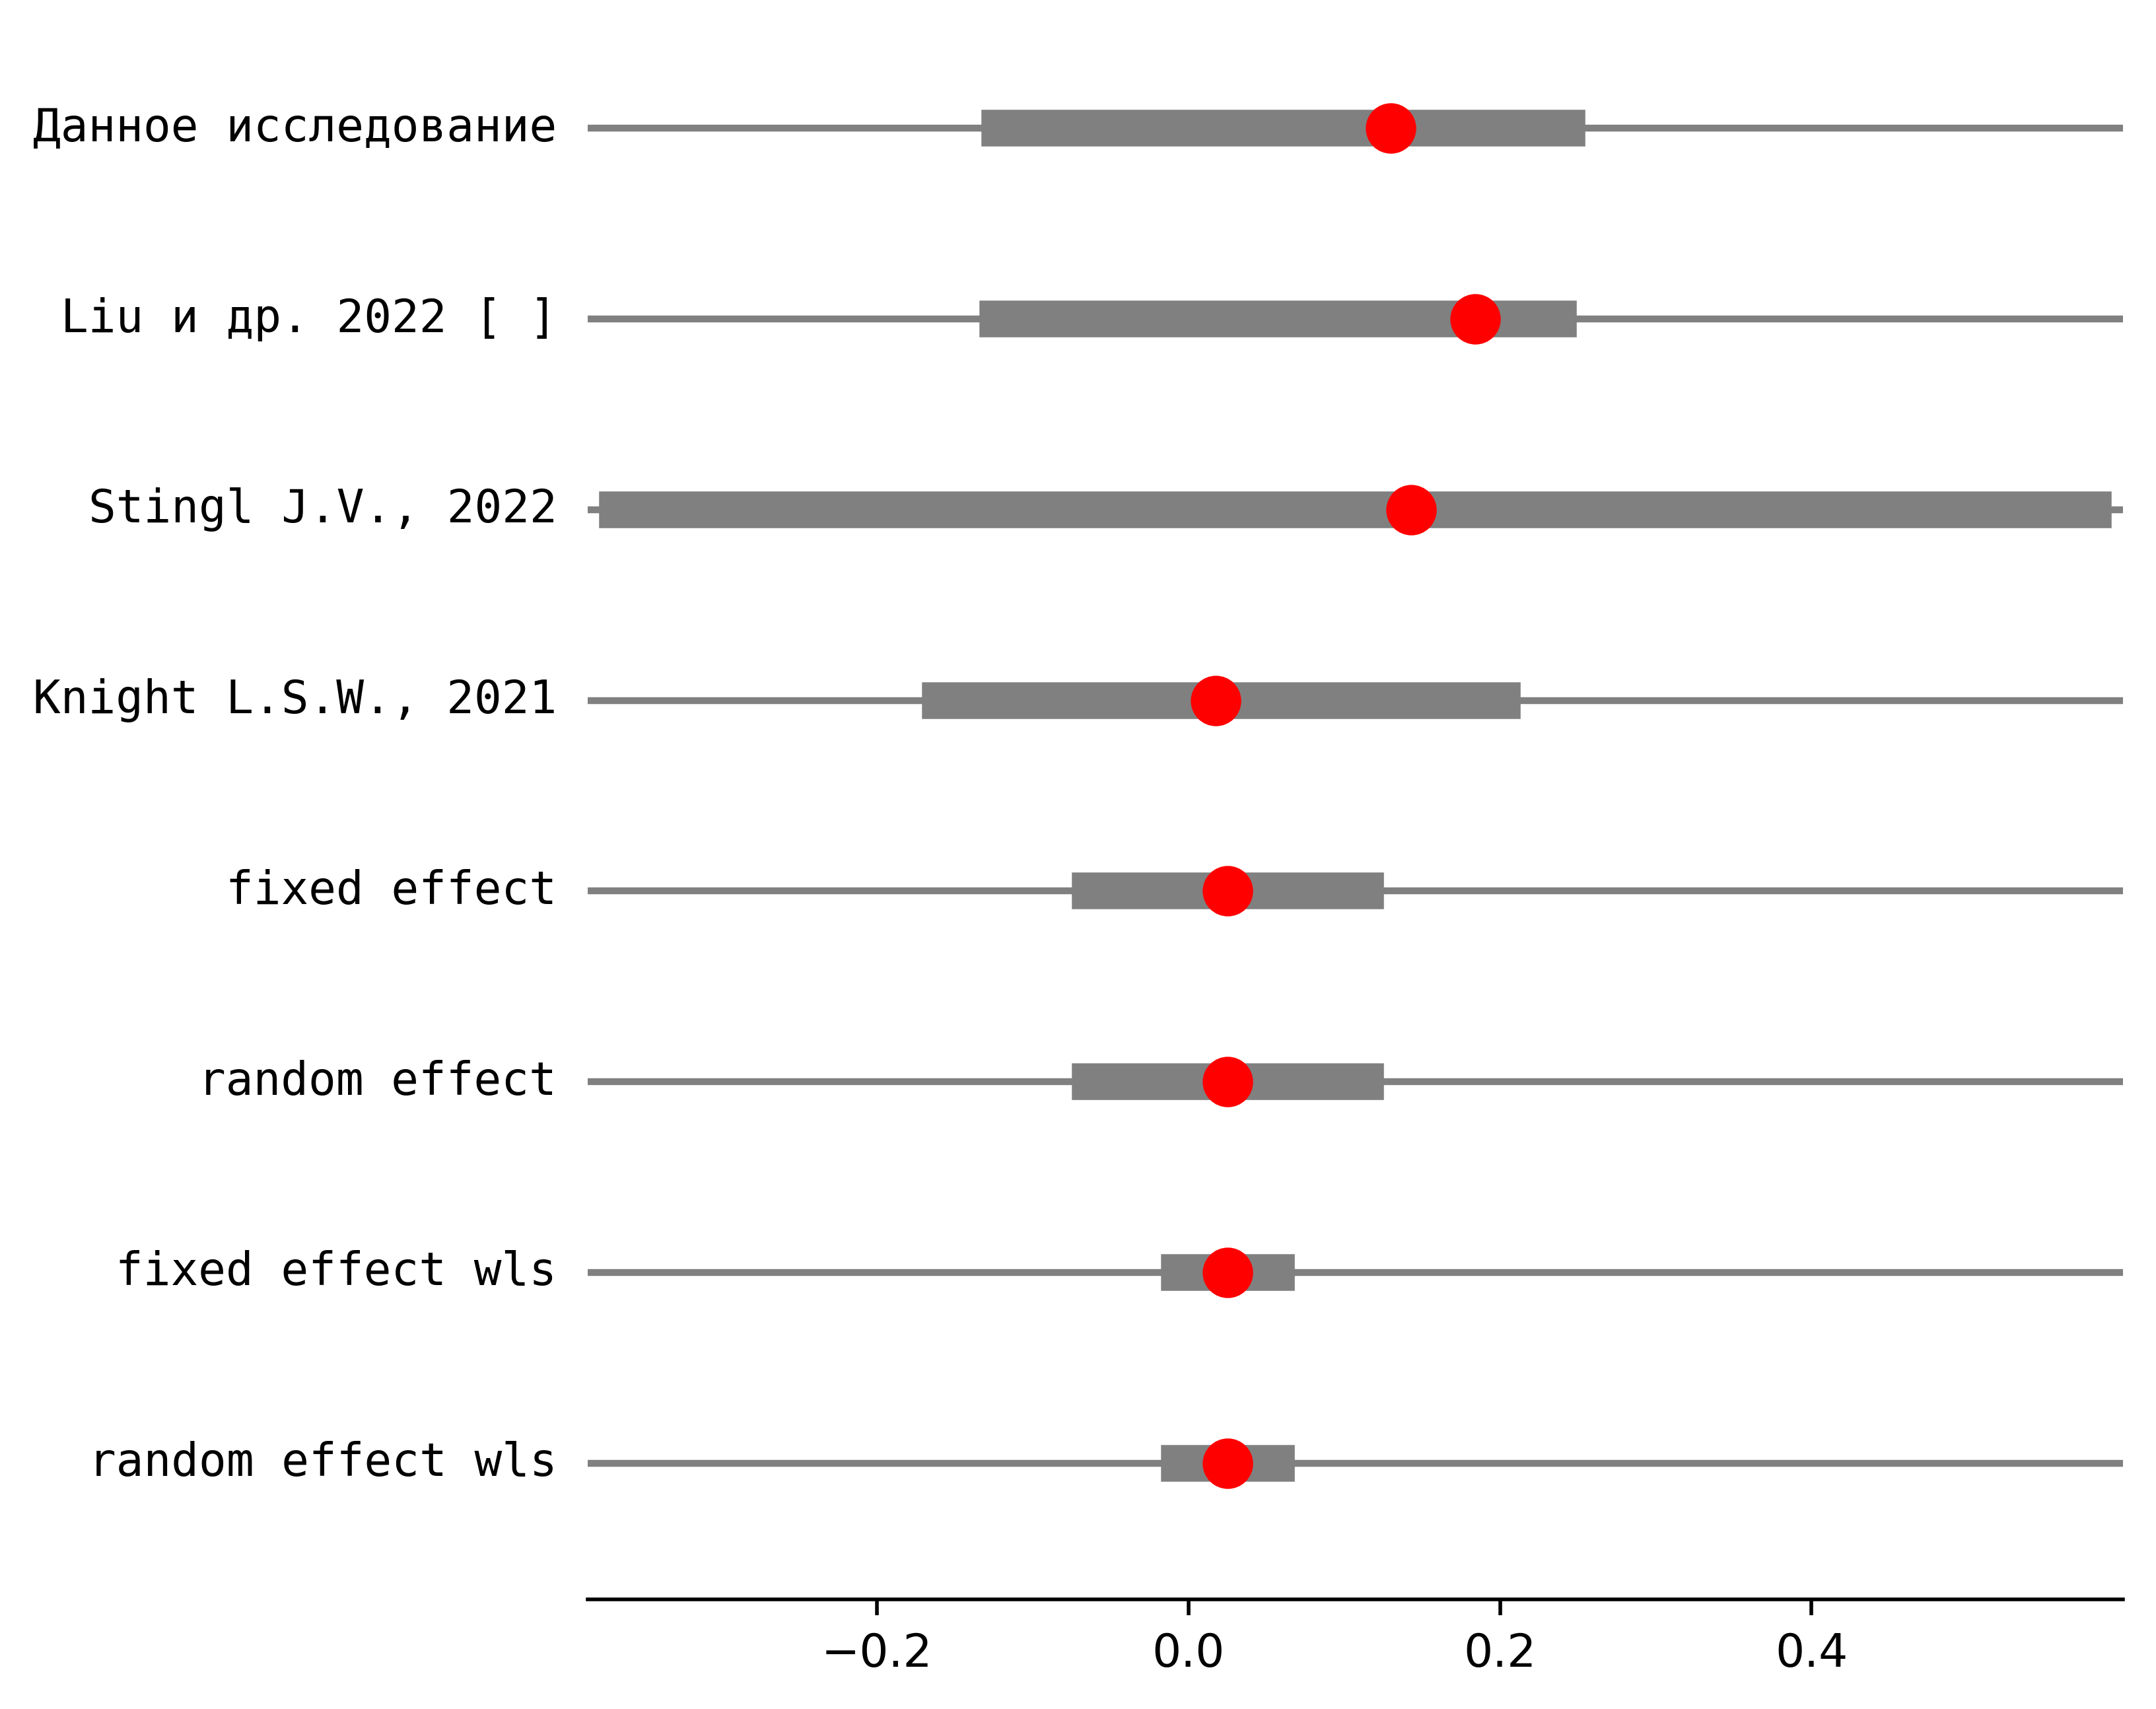 Данное исследование
Liu и др. 2022 [ ]
Stingl J.V., 2022
Knight L.S.W., 2021
fixed effect
random effect
fixed effect wls
random effect wls
−0.2 0.0 0.2 0.4